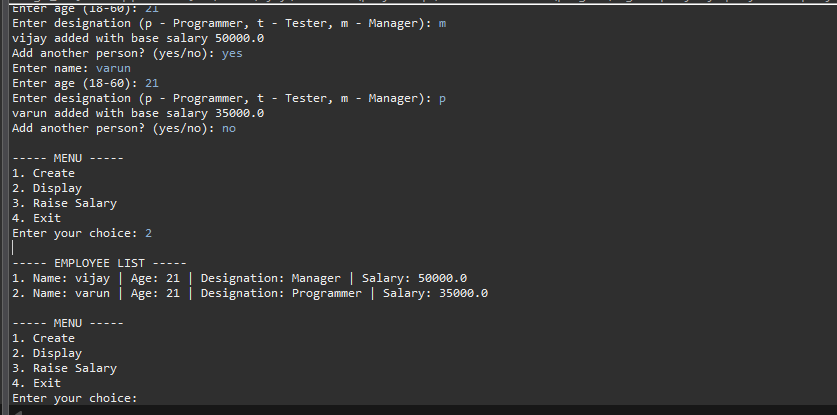 Enter age (18-60): 21
Enter designation (p - Programmer, t - Tester, m - Manager): m
vijay added with base salary 50000.0
Add another person? (yes/no): yes
Enter name: varun
Enter age (18-60): 21
Enter designation (p - Programmer, t - Tester, m - Manager): p
varun added with base salary 35000.0
Add another person? (yes/no): no
----- MENU -----
1. Create
2. Display
3. Raise Salary
4. Exit
Enter your choice: 2
----- EMPLOYEE LIST -----
1. Name: vijay | Age: 21 | Designation: Manager | Salary: 50000.0
2. Name: varun | Age: 21 | Designation: Programmer | Salary: 35000.0
----- MENU -----
1. Create
2. Display
3. Raise Salary
4. Exit
Enter your choice: